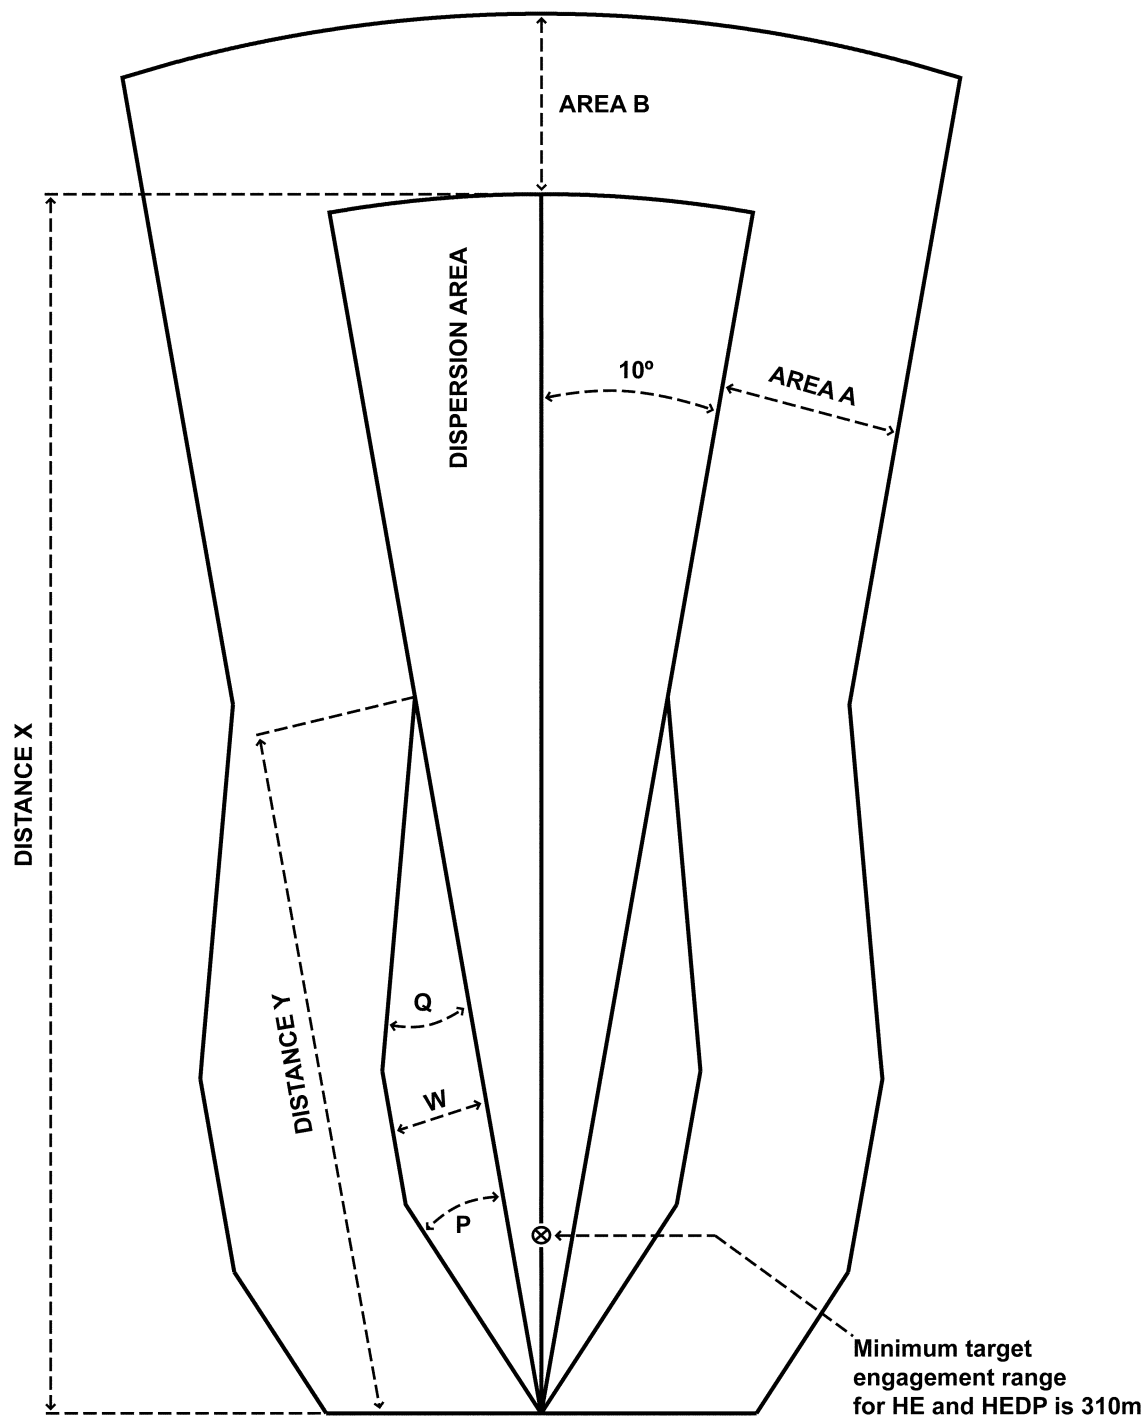 AREA B
DISPERSION AREA
10º
AREA A
DISTANCE X
Q
DISTANCE Y
W
P
Minimum target
engagement range
for HE and HEDP is 310m